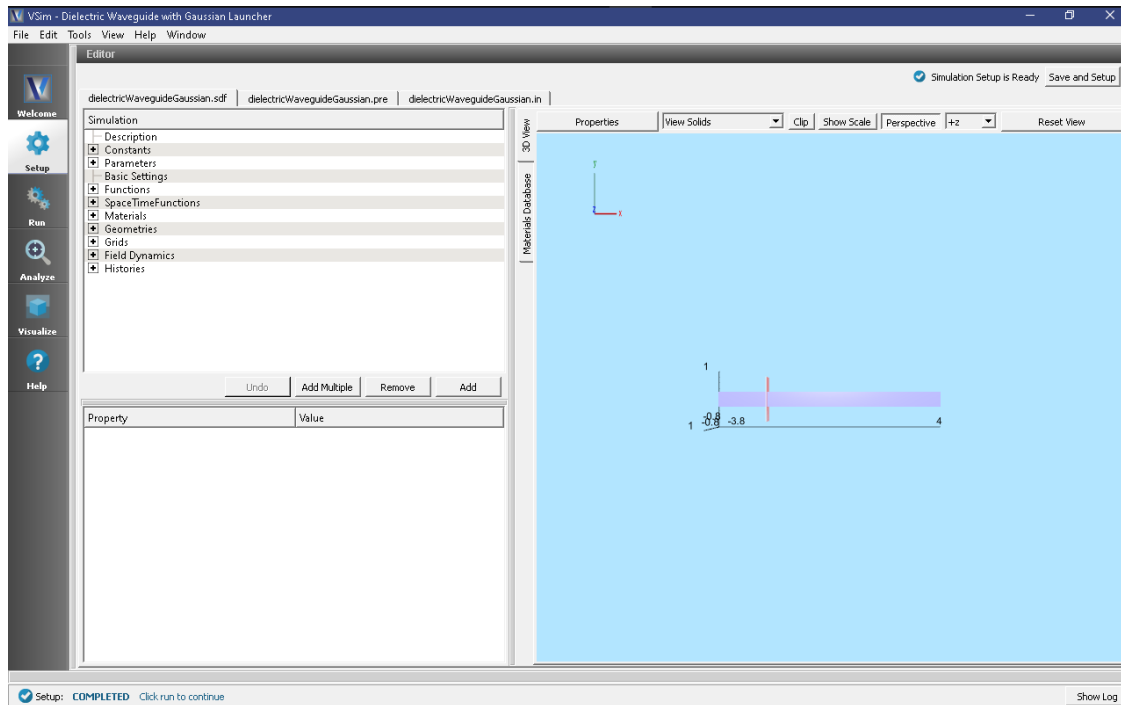 VSim - Dielectric Waveguide with Gaussian Launcher
File Edit Tools View Help Window
Editor
Simulation Setup is Ready Save and Setup
dielectricWaveguideGaussian.sdf dielectricWaveguideGaussian.pre dielectricWaveguideGaussian.in
Welcome
Setup
Run
Analyze
Visualize
Help
Simulation
Description
Constants
Parameters
Basic Settings
Functions
SpaceTimeFunctions
Materials
Geometries
Grids
Field Dynamics
Histories
Undo Add Multiple Remove Add
Property Value
3D View
Materials Database
Properties View Solids Clip Show Scale Perspective +z Reset View
Y
Z X
1
-0.8
1 -0.8 -3.8 4
Setup: COMPLETED Click run to continue Show Log